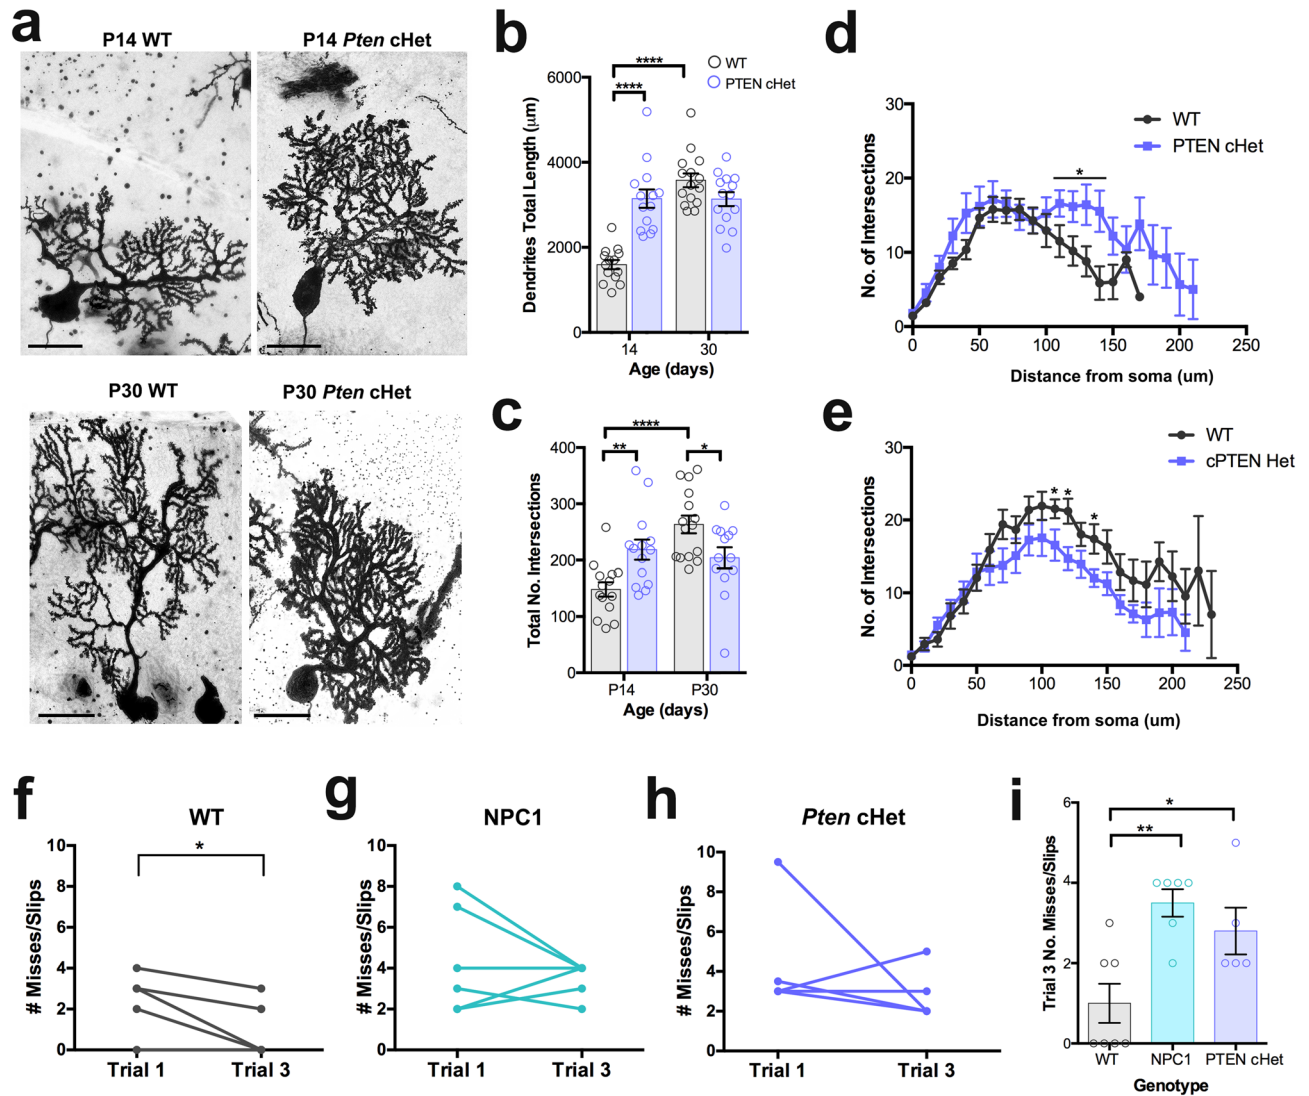 a
P14 WT
P14 Pten cHet
P30 WT
P30 Pten cHet
b
WT
PTEN cHet
****
****
Dendrites Total Length (μm)
6000
4000
2000
0
14
30
Age (days)
c
****
**
*
Total No. Intersections
400
300
200
100
0
P14
P30
Age (days)
d
WT
PTEN cHet
*
No. of Intersections
30
20
10
0
0
50
100
150
200
250
Distance from soma (um)
e
WT
cPTEN Het
* *
*
No. of Intersections
30
20
10
0
0
50
100
150
200
250
Distance from soma (um)
f
WT
*
# Misses/Slips
10
8
6
4
2
0
Trial 1
Trial 3
g
NPC1
# Misses/Slips
10
8
6
4
2
0
Trial 1
Trial 3
h
Pten cHet
# Misses/Slips
10
8
6
4
2
0
Trial 1
Trial 3
i
*
**
Trial 3 No. Misses/Slips
6
4
2
0
WT
NPC1
PTEN cHet
Genotype